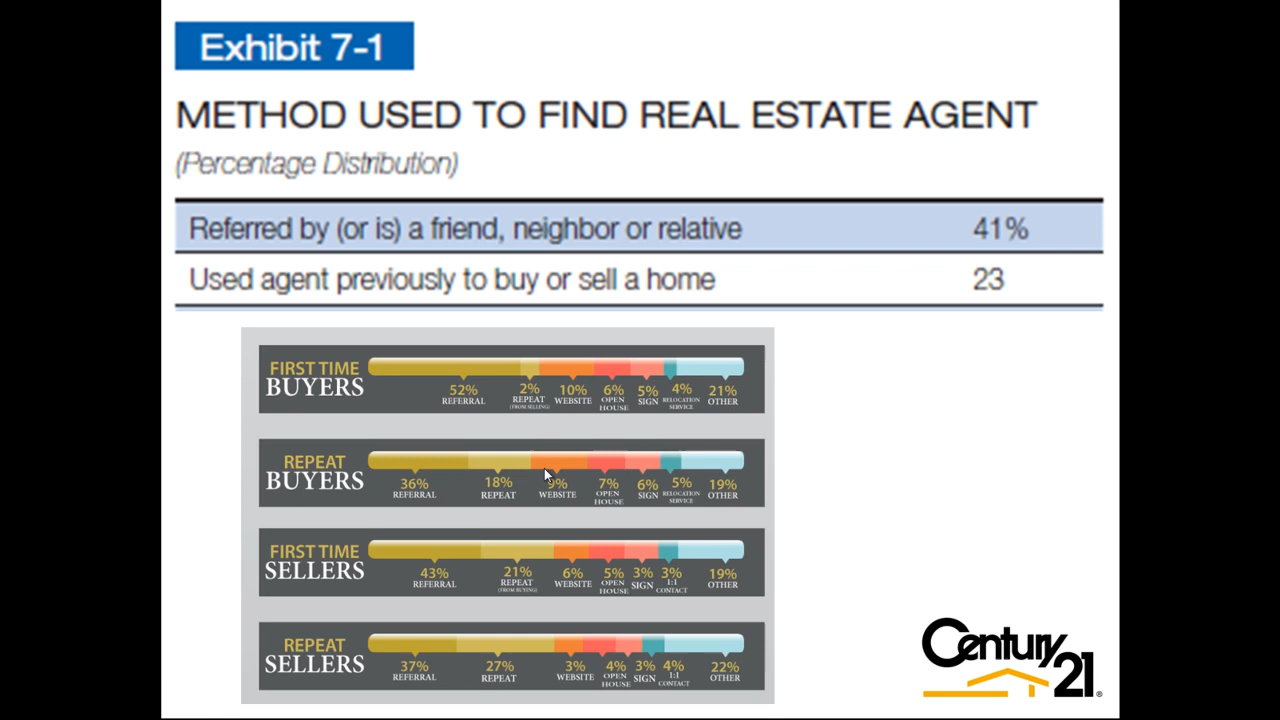 Exhibit 7-1
METHOD USED TO FIND REAL ESTATE AGENT
(Percentage Distribution)
Referred by (or is) a friend, neighbor or relative 41%
Used agent previously to buy or sell a home 23
FIRST TIME
BUYERS
52% 2% 10% 6% 5% 4% 21%
REFERRAL REPEAT (FROM SELLING) WEBSITE OPEN HOUSE SIGN RELOCATION SERVICE OTHER
REPEAT
BUYERS
36% 18% 9% 7% 6% 5% 19%
REFERRAL REPEAT WEBSITE OPEN HOUSE SIGN RELOCATION SERVICE OTHER
FIRST TIME
SELLERS
43% 21% 6% 5% 3% 3% 19%
REFERRAL REPEAT (FROM BUYING) WEBSITE OPEN HOUSE SIGN 1:1 CONTACT OTHER
REPEAT
SELLERS
37% 27% 3% 4% 3% 4% 22%
REFERRAL REPEAT WEBSITE OPEN HOUSE SIGN 1:1 CONTACT OTHER
Century
21®